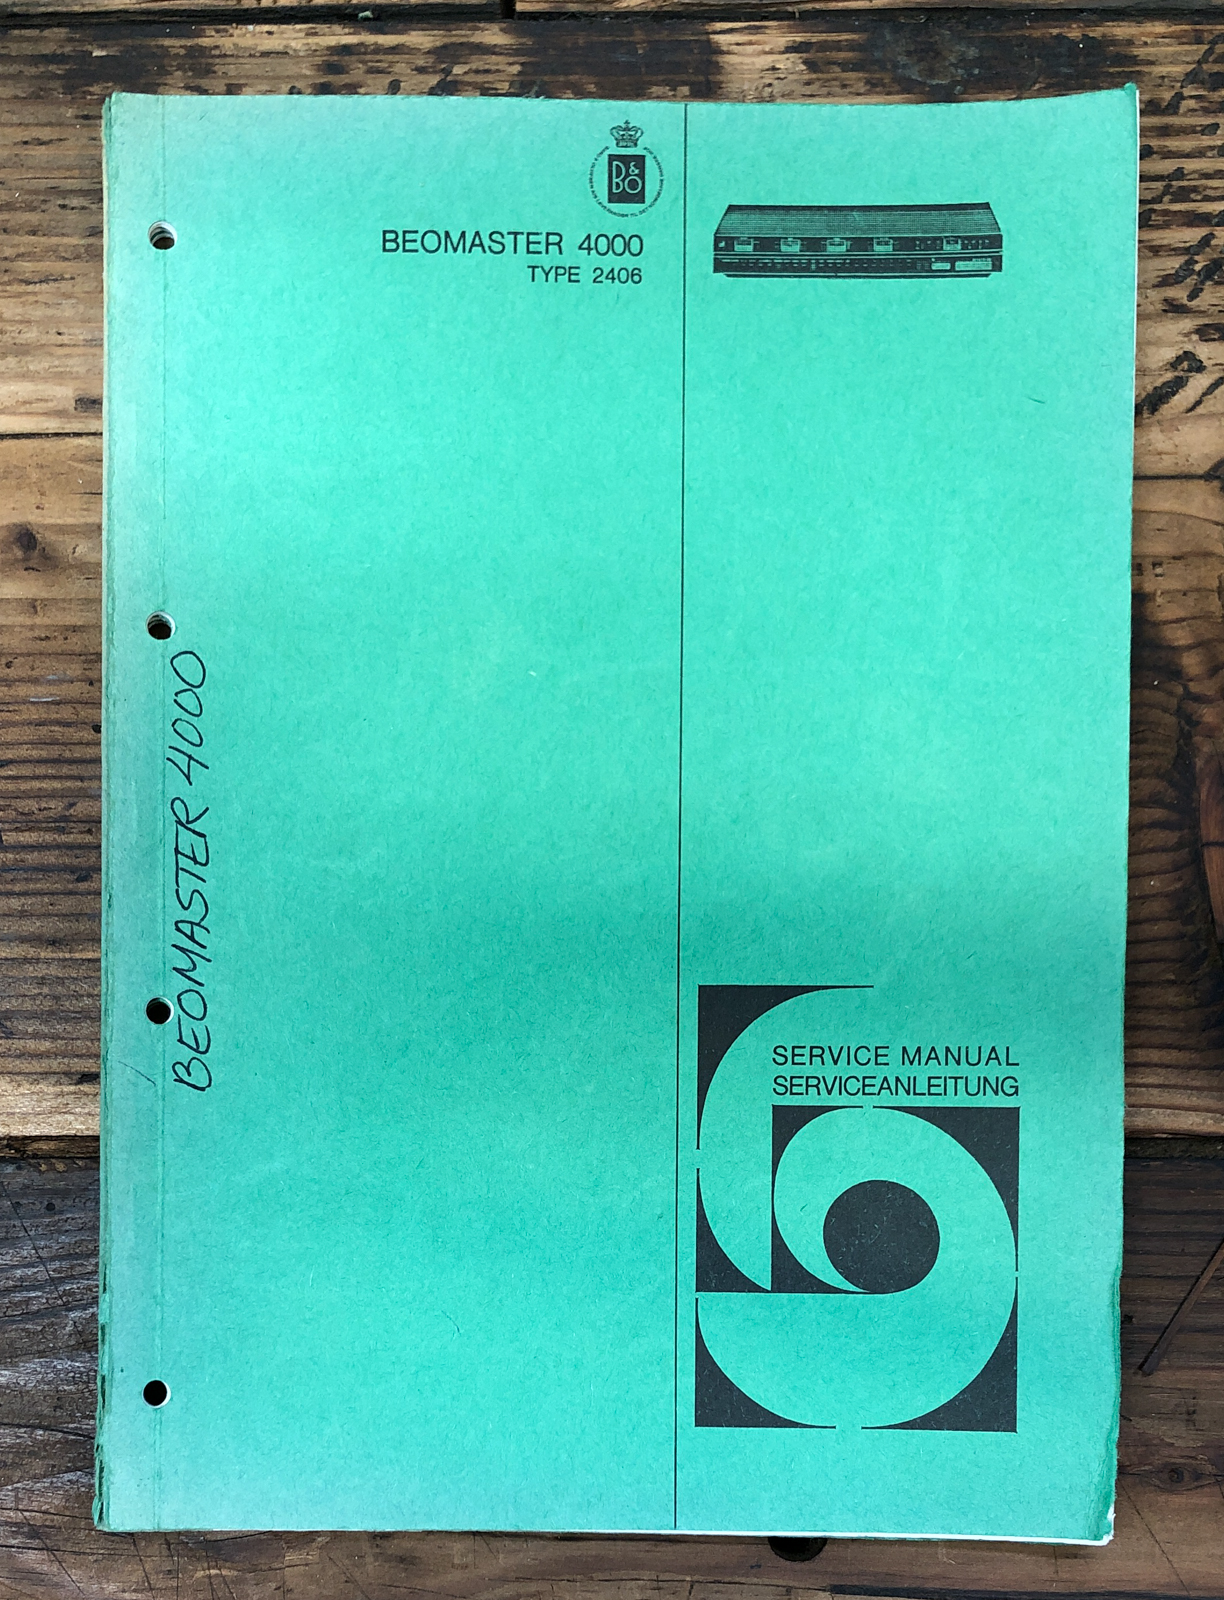 B&O
BEOMASTER 4000
TYPE 2406
BEOMASTER 4000
SERVICE MANUAL
SERVICEANLEITUNG